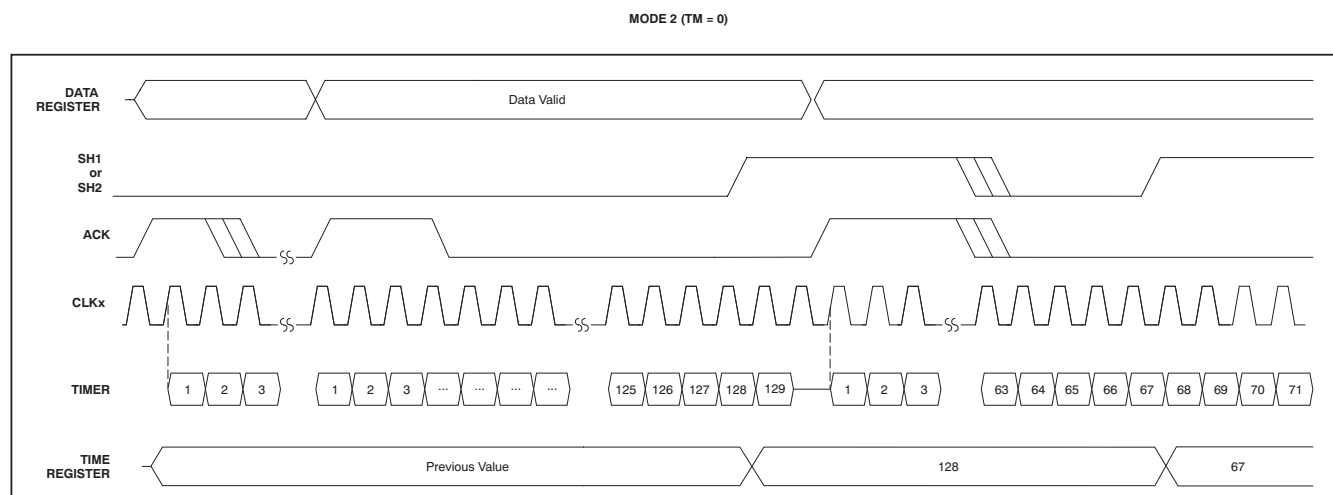 MODE 2 (TM = 0)
DATA
REGISTER
Data Valid
SH1
or
SH2
ACK
CLKx
TIMER
1 2 3 1 2 3 ... ... ... ... 125 126 127 128 129 1 2 3 63 64 65 66 67 68 69 70 71
TIME
REGISTER
Previous Value 128 67